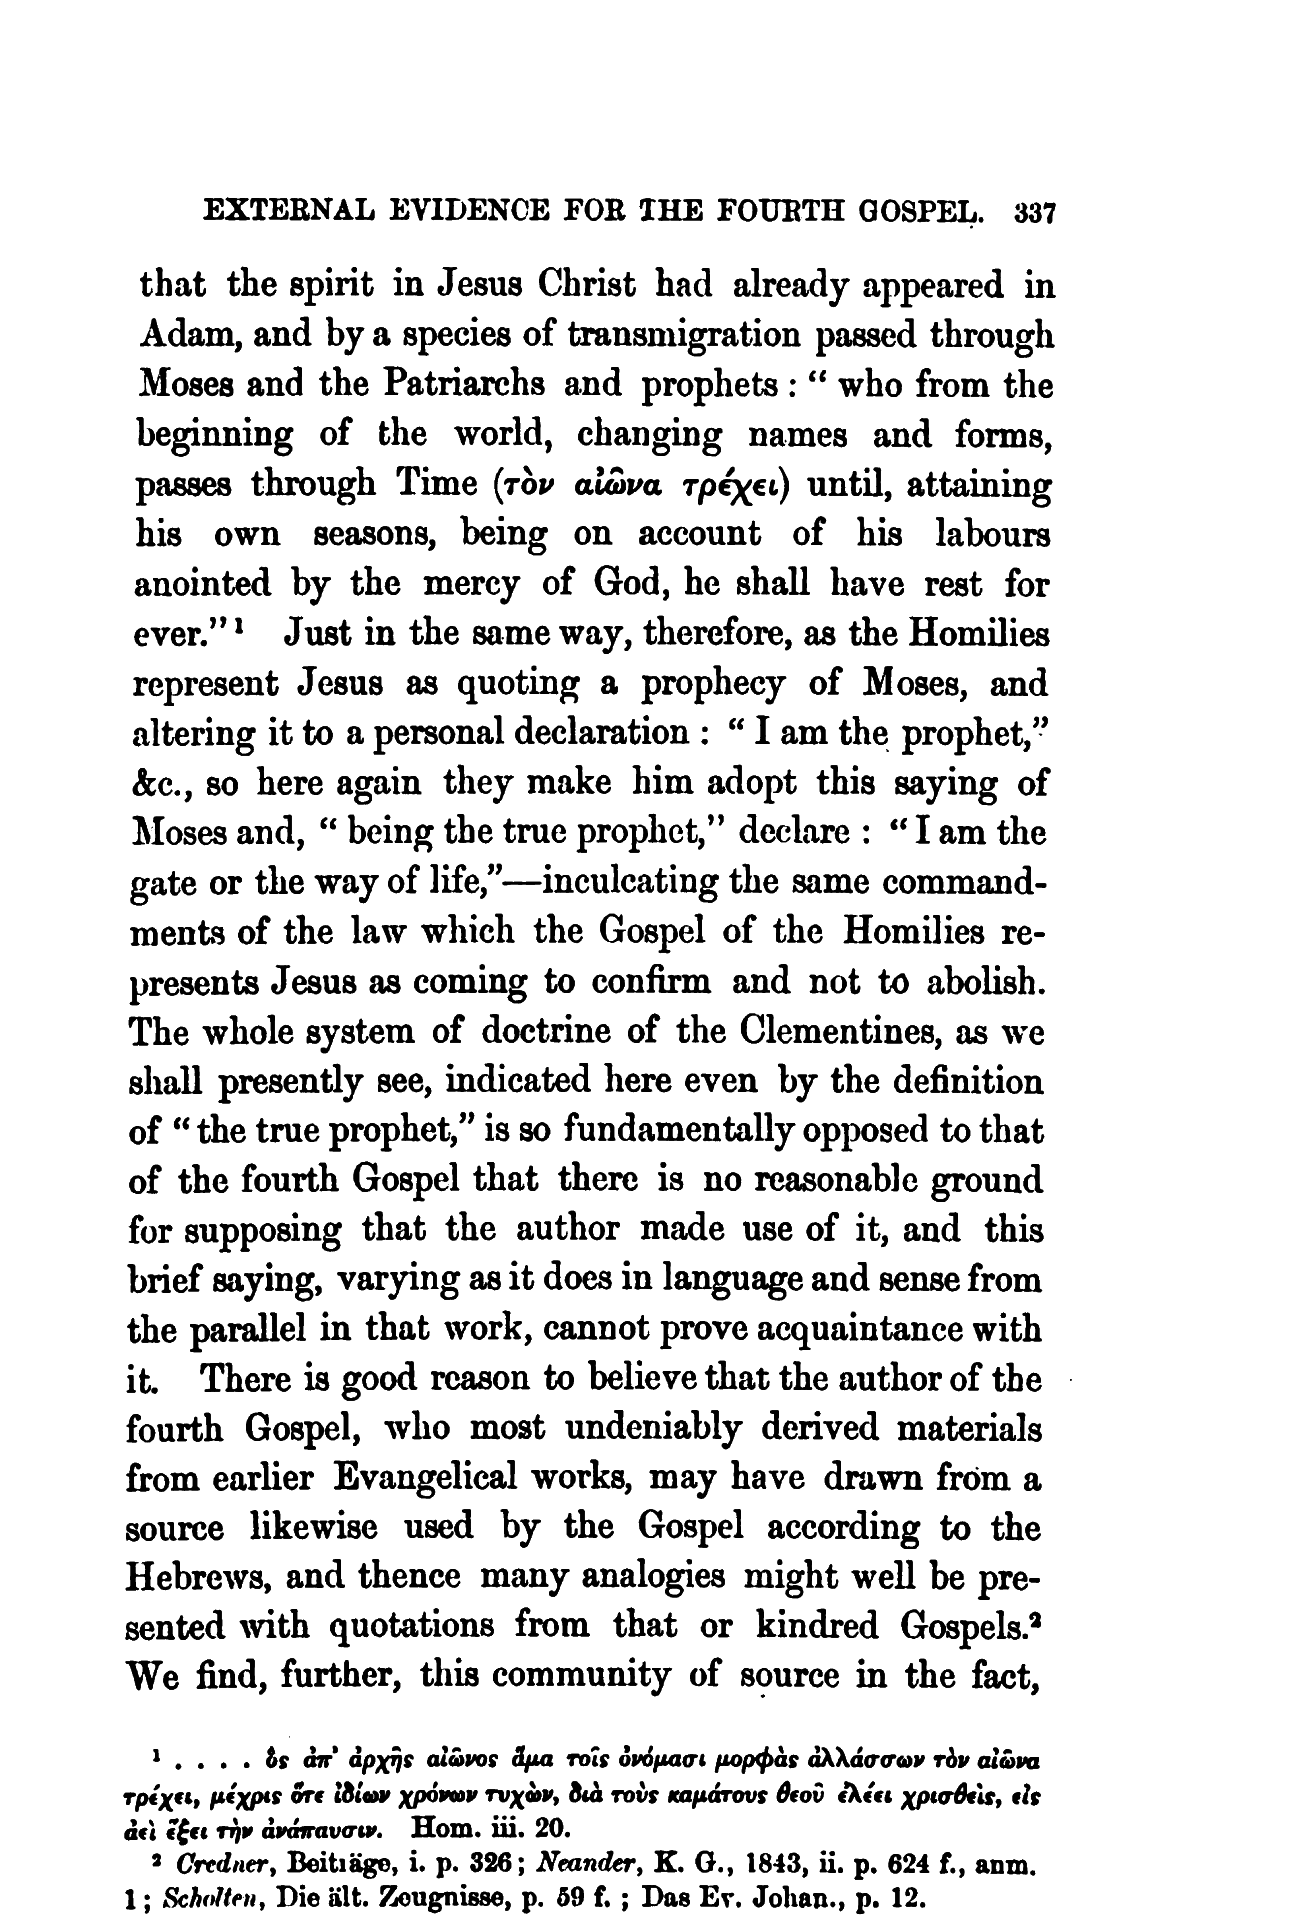 EXTERNAL EVIDENCE FOR THE FOURTH GOSPEL. 337
that the spirit in Jesus Christ had already appeared in
Adam, and by a species of transmigration passed through
Moses and the Patriarchs and prophets : “ who from the
beginning of the world, changing names and forms,
passes through Time (τὸν αἰῶνα τρέχει) until, attaining
his own seasons, being on account of his labours
anointed by the mercy of God, he shall have rest for
ever.” ¹ Just in the same way, therefore, as the Homilies
represent Jesus as quoting a prophecy of Moses, and
altering it to a personal declaration : “ I am the prophet,”
&c., so here again they make him adopt this saying of
Moses and, “ being the true prophet,” declare : “ I am the
gate or the way of life,”—inculcating the same command-
ments of the law which the Gospel of the Homilies re-
presents Jesus as coming to confirm and not to abolish.
The whole system of doctrine of the Clementines, as we
shall presently see, indicated here even by the definition
of “ the true prophet,” is so fundamentally opposed to that
of the fourth Gospel that there is no reasonable ground
for supposing that the author made use of it, and this
brief saying, varying as it does in language and sense from
the parallel in that work, cannot prove acquaintance with
it. There is good reason to believe that the author of the
fourth Gospel, who most undeniably derived materials
from earlier Evangelical works, may have drawn from a
source likewise used by the Gospel according to the
Hebrews, and thence many analogies might well be pre-
sented with quotations from that or kindred Gospels.²
We find, further, this community of source in the fact,
¹ . . . . ὃς ἀπ’ ἀρχῆς αἰῶνος ἅμα τοῖς ὀνόμασι μορφὰς ἀλλάσσων τὸν αἰῶνα
τρέχει, μέχρις ὅτε ἰδίων χρόνων τυχὼν, διὰ τοὺς καμάτους θεοῦ ἐλέει χρισθεὶς, εἰς
ἀεὶ ἕξει τὴν ἀνάπαυσιν. Hom. iii. 20.
² Credner, Beiträge, i. p. 326 ; Neander, K. G., 1843, ii. p. 624 f., anm.
1 ; Scholten, Die ält. Zeugnisse, p. 59 f. ; Das Ev. Johan., p. 12.